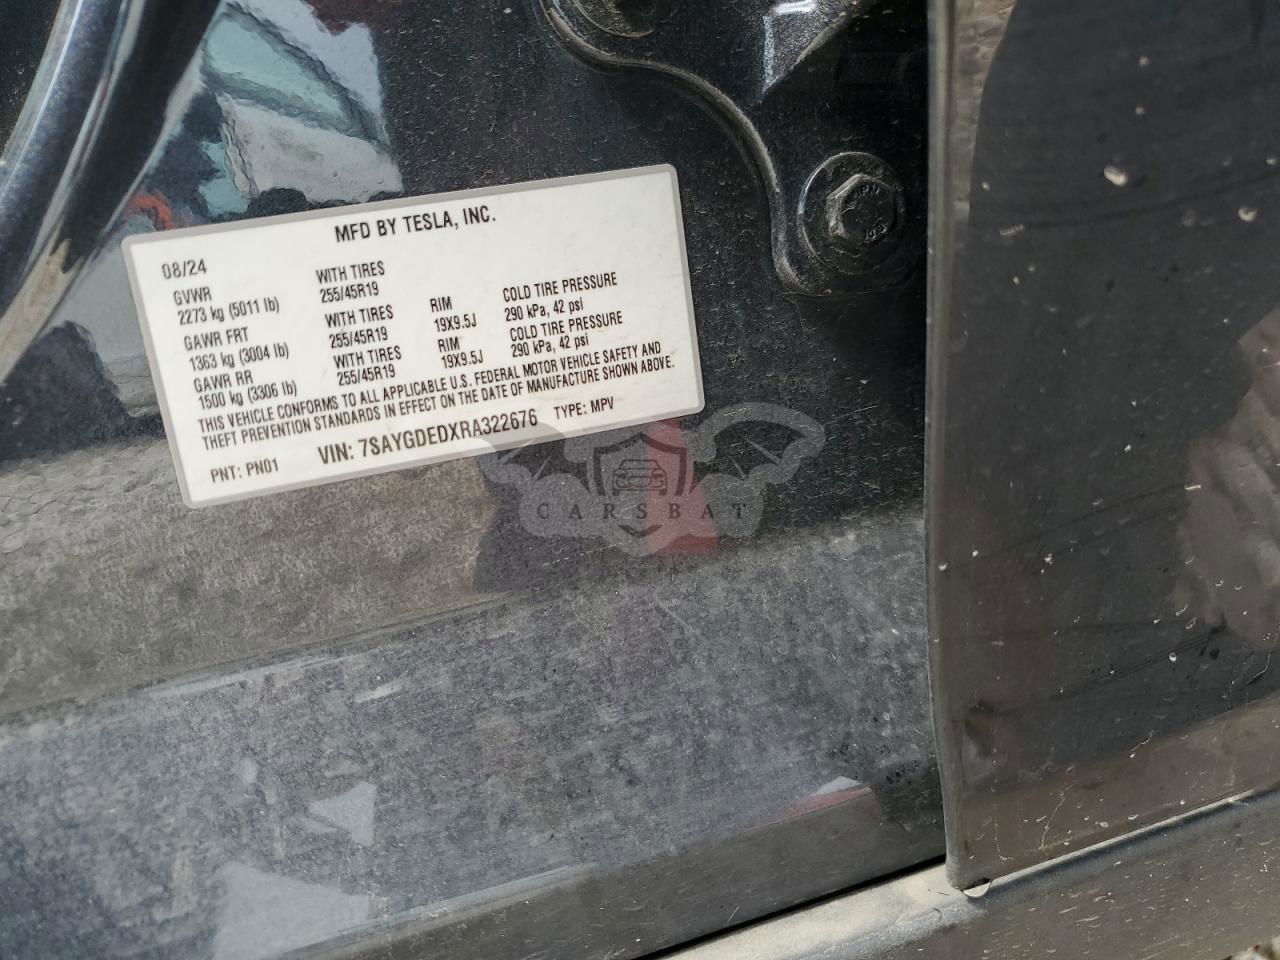 MFD BY TESLA, INC.
08/24
GVWR WITH TIRES
2273 kg (5011 lb) 255/45R19 RIM COLD TIRE PRESSURE
GAWR FRT WITH TIRES 19X9.5J 290 kPa, 42 psi
1363 kg (3004 lb) 255/45R19 RIM COLD TIRE PRESSURE
GAWR RR WITH TIRES 19X9.5J 290 kPa, 42 psi
1500 kg (3306 lb) 255/45R19
THIS VEHICLE CONFORMS TO ALL APPLICABLE U.S. FEDERAL MOTOR VEHICLE SAFETY AND
THEFT PREVENTION STANDARDS IN EFFECT ON THE DATE OF MANUFACTURE SHOWN ABOVE.
PNT: PN01 VIN: 7SAYGDEDXRA322676 TYPE: MPV
CARSBAT